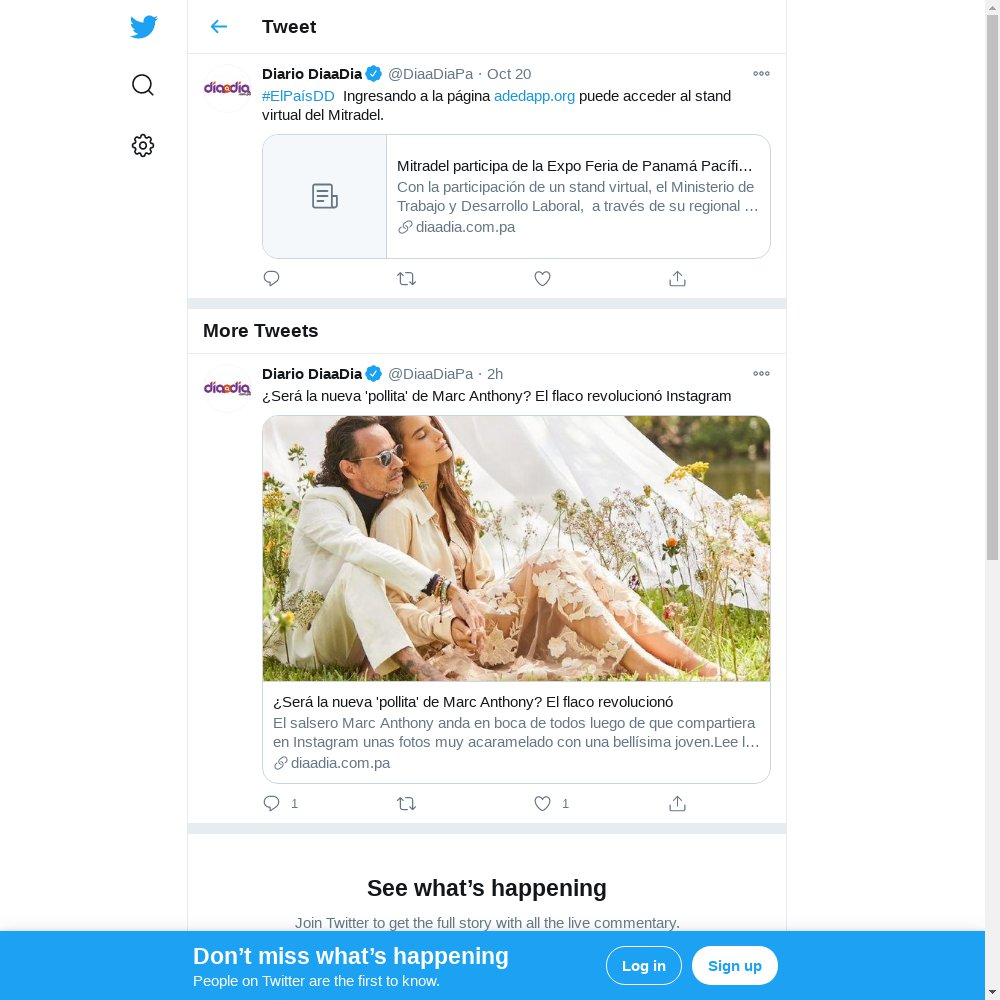 Tweet
díaadía
Diario DiaaDia @DiaaDiaPa · Oct 20
#ElPaísDD Ingresando a la página adedapp.org puede acceder al stand
virtual del Mitradel.
Mitradel participa de la Expo Feria de Panamá Pacífi…
Con la participación de un stand virtual, el Ministerio de
Trabajo y Desarrollo Laboral, a través de su regional …
diaadia.com.pa
More Tweets
díaadía
Diario DiaaDia @DiaaDiaPa · 2h
¿Será la nueva 'pollita' de Marc Anthony? El flaco revolucionó Instagram
¿Será la nueva 'pollita' de Marc Anthony? El flaco revolucionó
El salsero Marc Anthony anda en boca de todos luego de que compartiera
en Instagram unas fotos muy acaramelado con una bellísima joven.Lee l…
diaadia.com.pa
1 1
See what’s happening
Join Twitter to get the full story with all the live commentary.
Don’t miss what’s happening
People on Twitter are the first to know.
Log in
Sign up